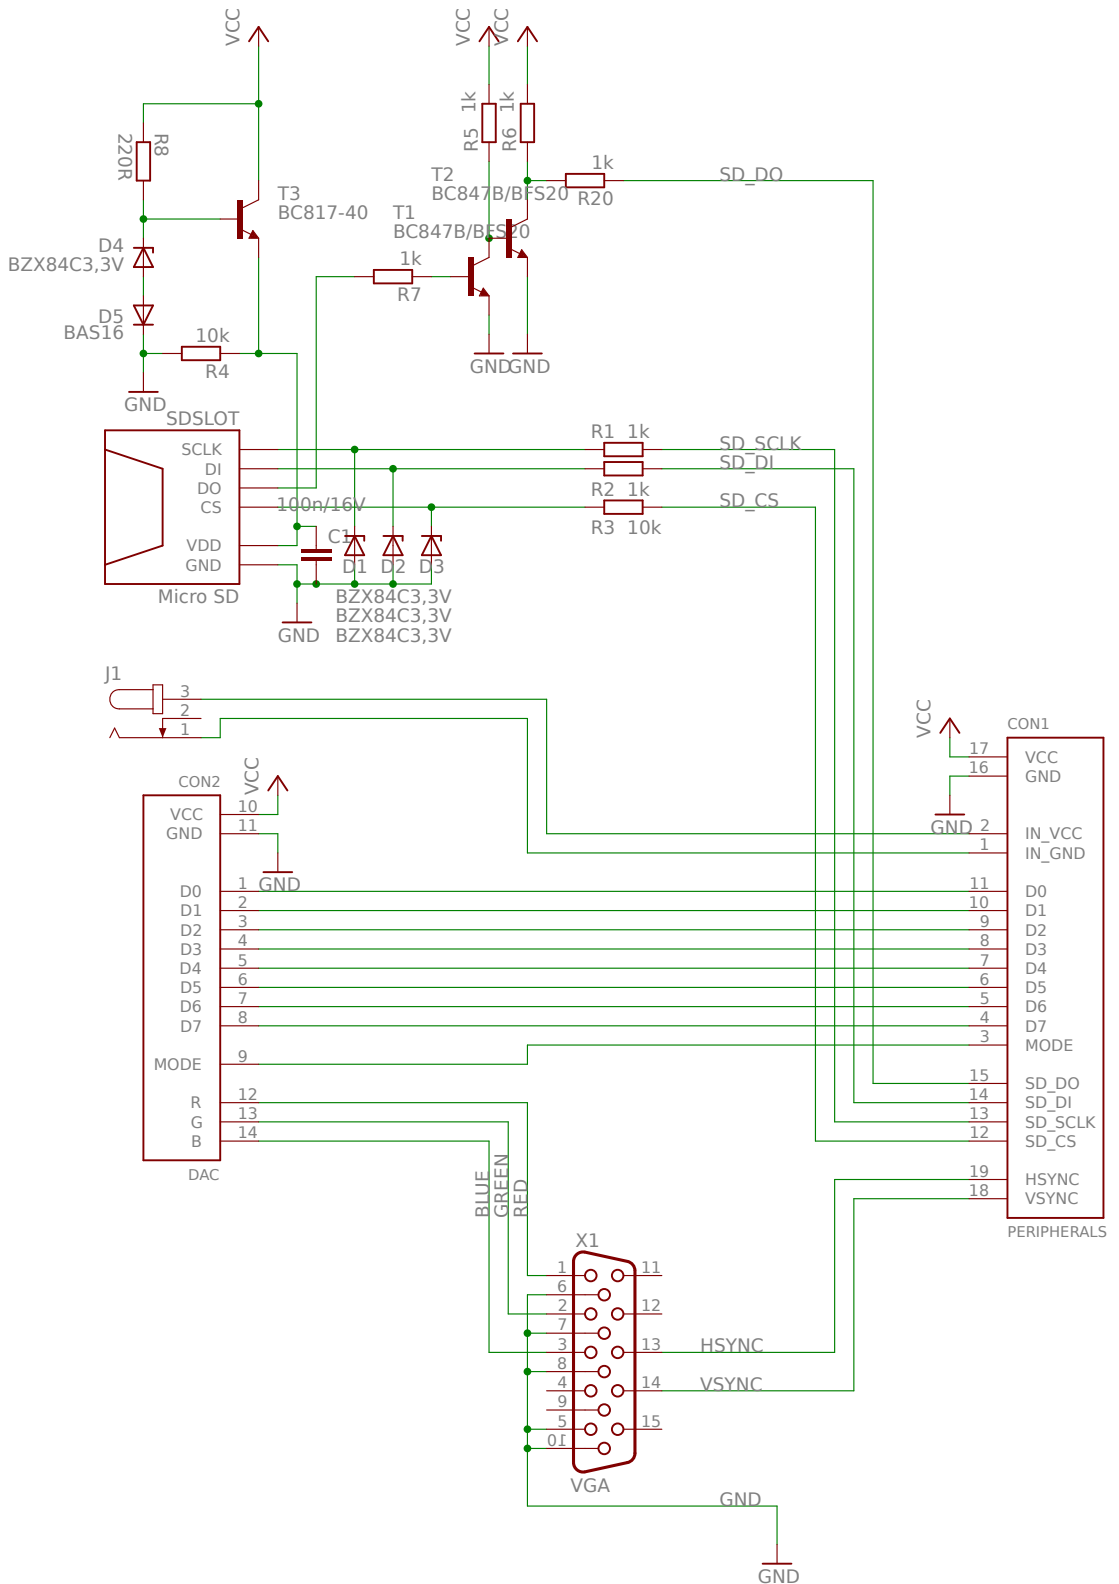 VCC
VCC
VCC
R8
220R
T3
BC817-40
D4
BZX84C3,3V
D5
BAS16
10k
R4
GND
R5
1k
R6
1k
T2
BC847B/BFS20
T1
BC847B/BFS20
1k
R20
SD_DO
1k
R7
GND
GND
SDSLOT
SCLK
DI
DO
CS
VDD
GND
Micro SD
100n/16V
C1
D1
D2
D3
BZX84C3,3V
BZX84C3,3V
BZX84C3,3V
GND
R1 1k
R2 1k
R3 10k
SD_SCLK
SD_DI
SD_CS
J1
3
2
1
CON2
VCC
VCC 10
GND 11
GND
D0 1
D1 2
D2 3
D3 4
D4 5
D5 6
D6 7
D7 8
MODE 9
R 12
G 13
B 14
DAC
VCC
CON1
17 VCC
16 GND
GND
2 IN_VCC
1 IN_GND
11 D0
10 D1
9 D2
8 D3
7 D4
6 D5
5 D6
4 D7
3 MODE
15 SD_DO
14 SD_DI
13 SD_SCLK
12 SD_CS
19 HSYNC
18 VSYNC
PERIPHERALS
BLUE
GREEN
RED
X1
1 11
6
2 12
7
3 13 HSYNC
8
4 14 VSYNC
9
5 15
10
VGA
GND
GND